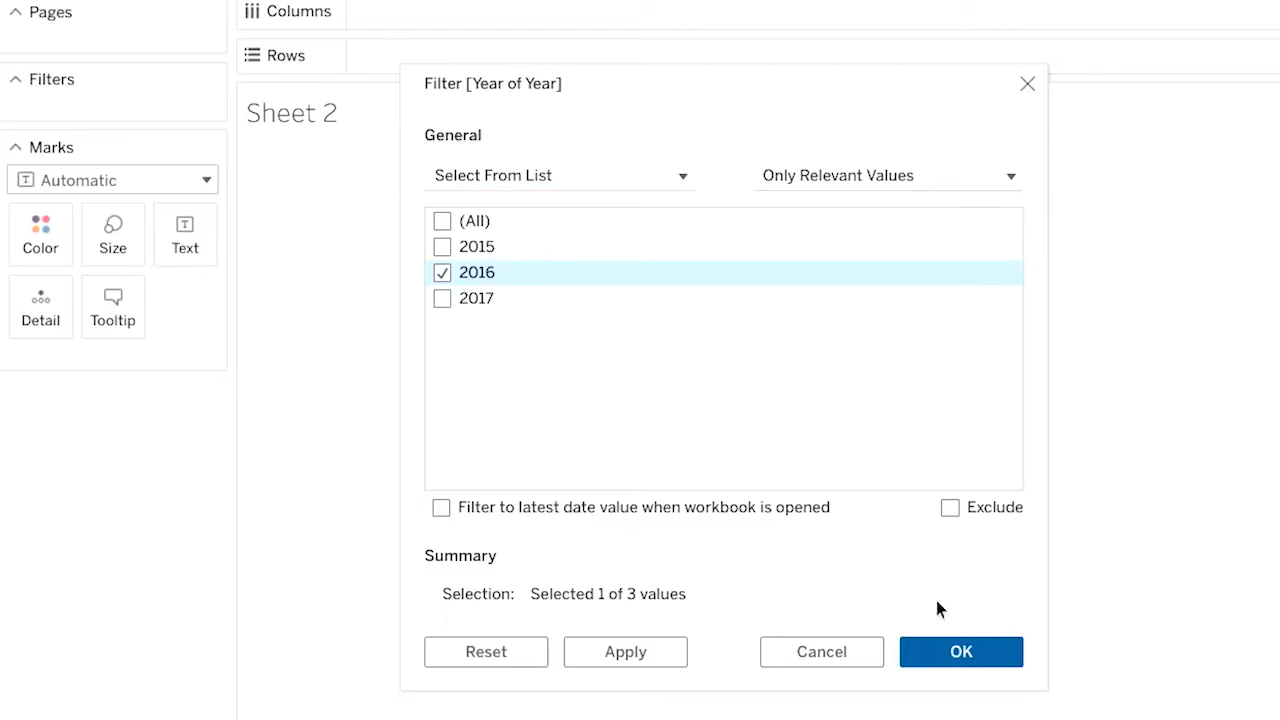 Pages
Columns
Rows
Filters
Sheet 2
Marks
Automatic
Color Size Text
Detail Tooltip
Filter [Year of Year]
General
Select From List Only Relevant Values
(All)
2015
2016
2017
Filter to latest date value when workbook is opened Exclude
Summary
Selection: Selected 1 of 3 values
Reset Apply Cancel OK